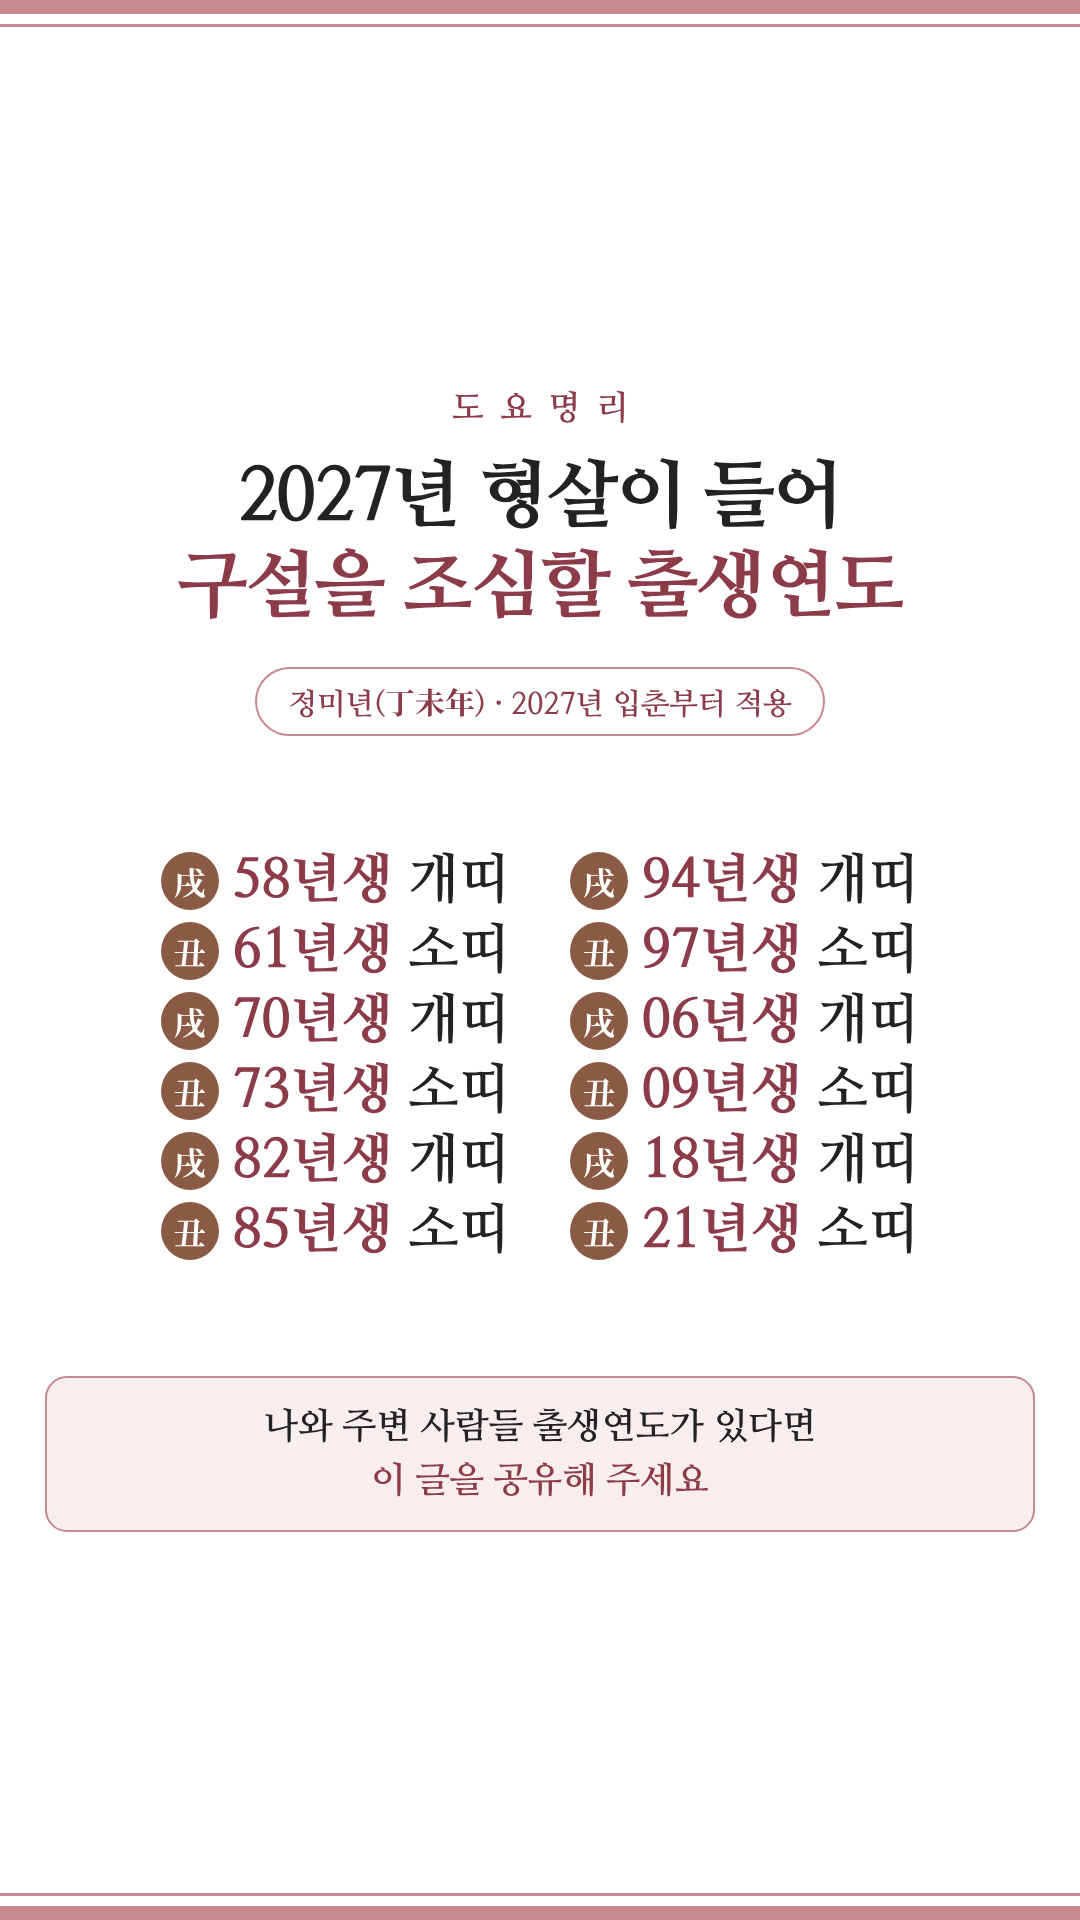 도요명리
2027년 형살이 들어
구설을 조심할 출생연도
정미년(丁未年) · 2027년 입춘부터 적용
戌 58년생 개띠
丑 61년생 소띠
戌 70년생 개띠
丑 73년생 소띠
戌 82년생 개띠
丑 85년생 소띠
戌 94년생 개띠
丑 97년생 소띠
戌 06년생 개띠
丑 09년생 소띠
戌 18년생 개띠
丑 21년생 소띠
나와 주변 사람들 출생연도가 있다면
이 글을 공유해 주세요